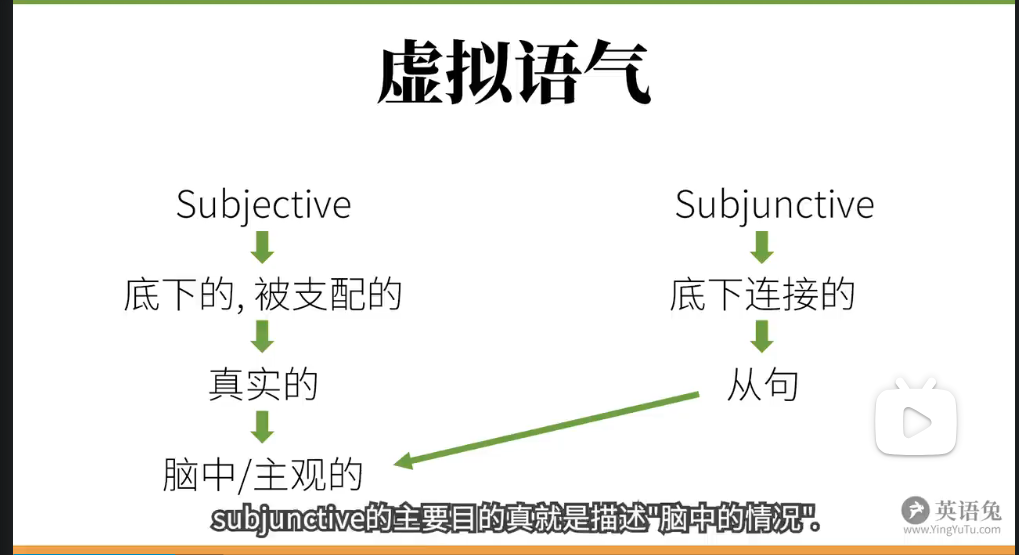 虚拟语气
Subjective
Subjunctive
底下的, 被支配的
底下连接的
真实的
从句
脑中/主观的
subjunctive的主要目的真就是描述"脑中的情况".
英语兔
www.YingYuTu.com